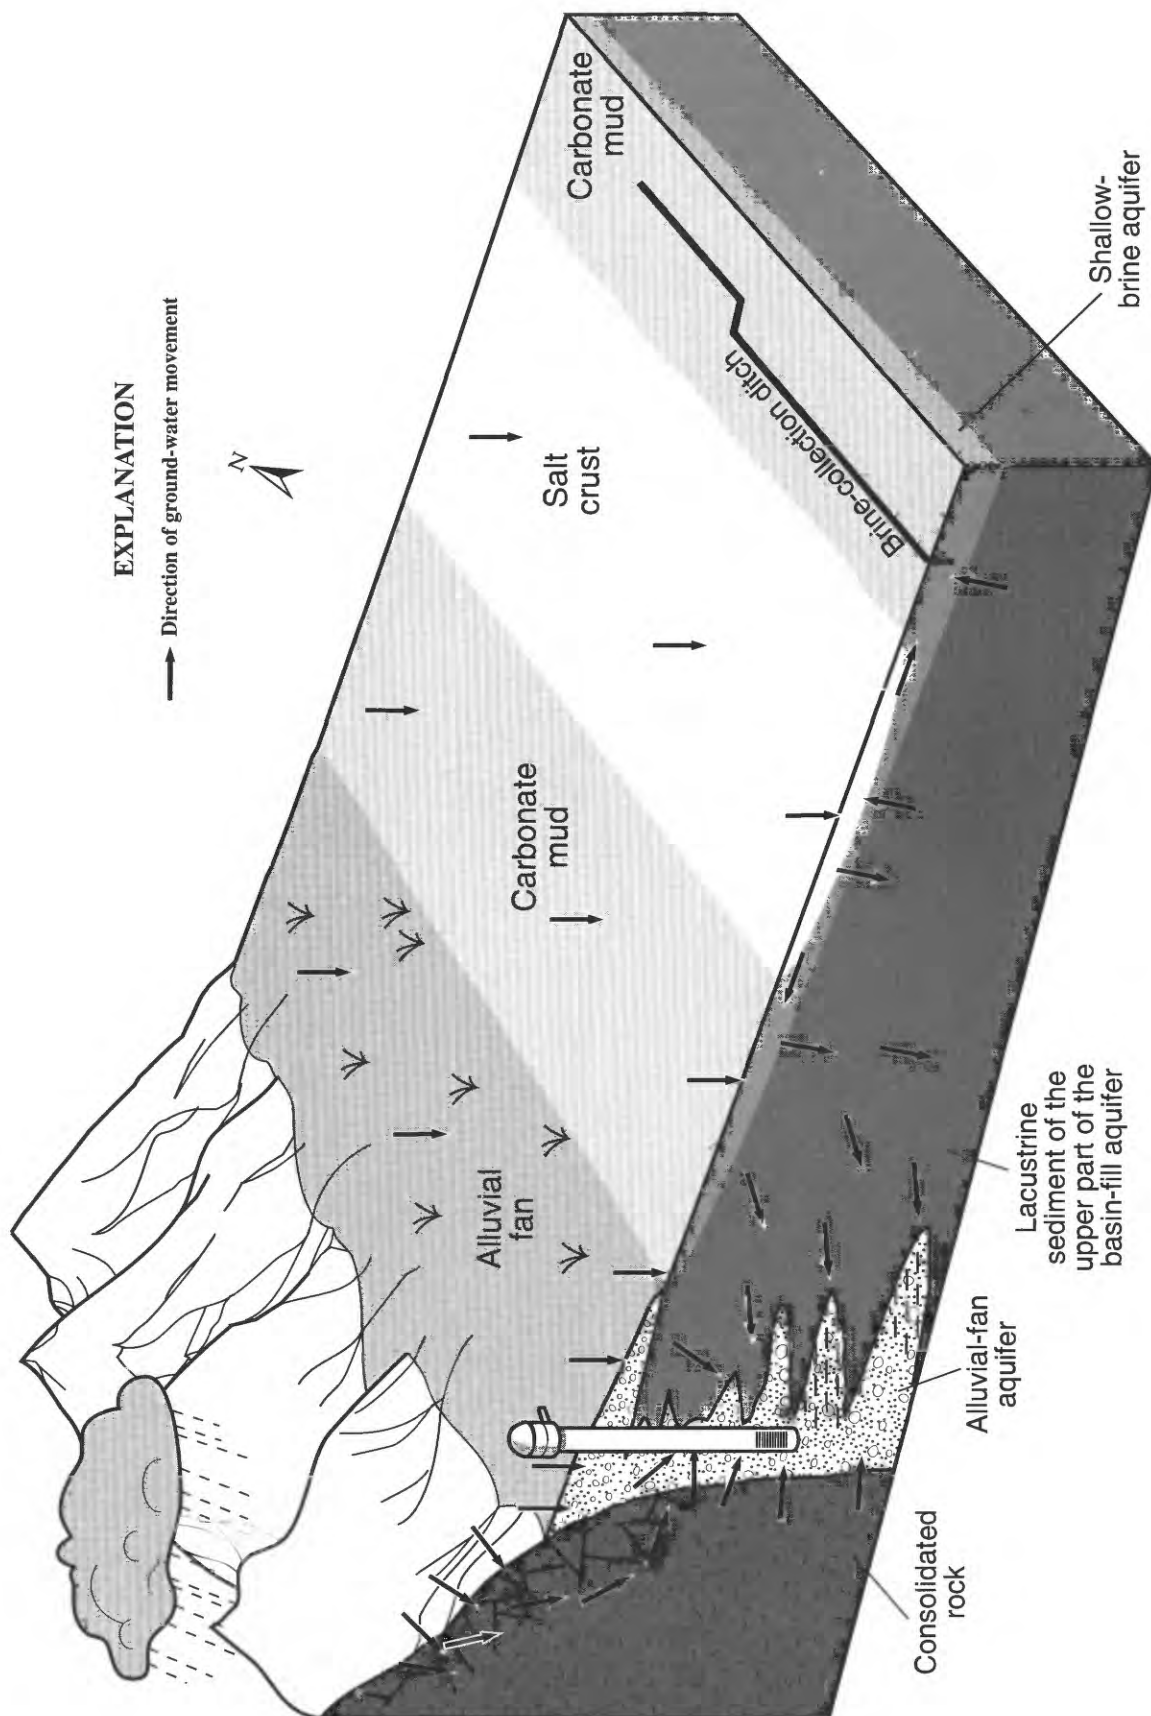 EXPLANATION
Direction of ground-water movement
N
Carbonate
mud
Salt
crust
Brine-collection ditch
Carbonate
mud
Alluvial
fan
Shallow-
brine aquifer
Lacustrine
sediment of the
upper part of the
basin-fill aquifer
Alluvial-fan
aquifer
Consolidated
rock